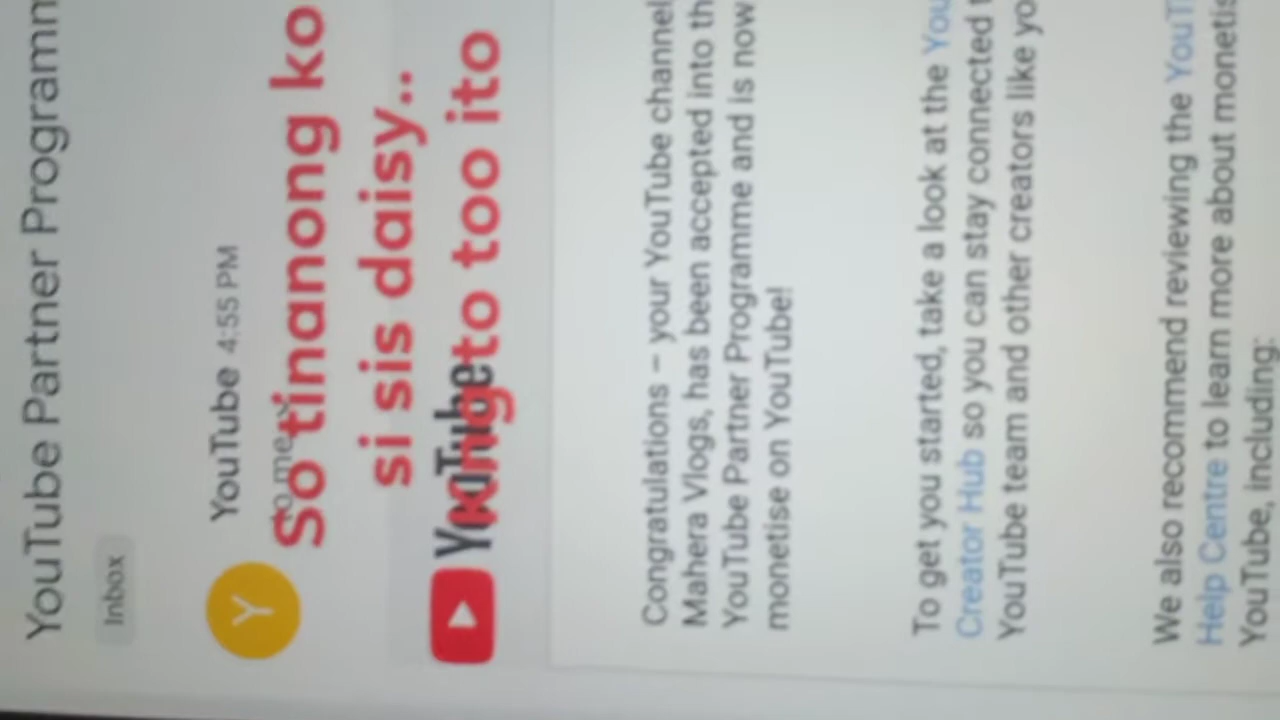 YouTube Partner Programm
Inbox
YouTube 4:55 PM
to me
So tinanong ko
si sis daisy..
YouTube
too ito
Congratulations – your YouTube channel
Mahera Vlogs, has been accepted into th
YouTube Partner Programme and is now
monetise on YouTube!
To get you started, take a look at the You
Creator Hub so you can stay connected t
YouTube team and other creators like yo
We also recommend reviewing the YouT
Help Centre to learn more about monetis
YouTube, including: